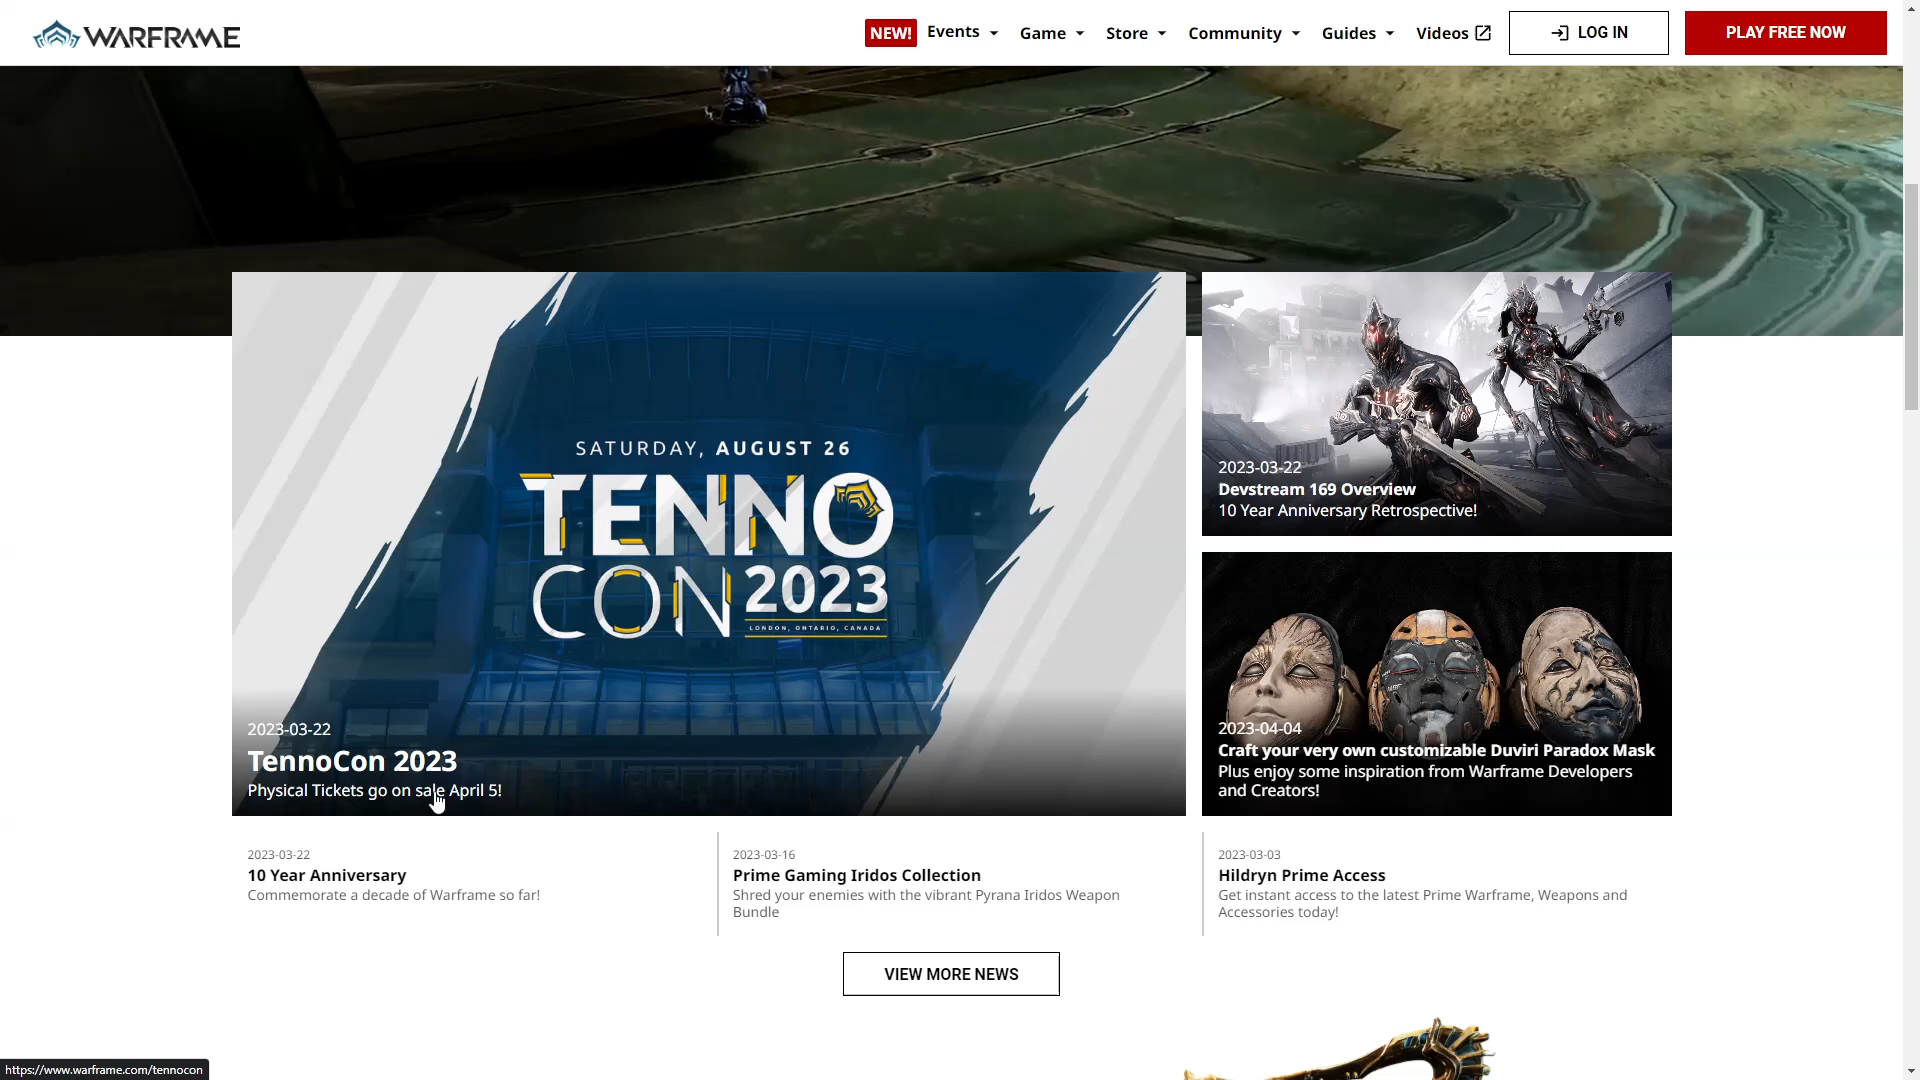 WARFRAME
NEW! Events Game Store Community Guides Videos LOG IN PLAY FREE NOW
SATURDAY, AUGUST 26
TENNO
CON 2023
LONDON, ONTARIO, CANADA
2023-03-22
TennoCon 2023
Physical Tickets go on sale April 5!
2023-03-22
Devstream 169 Overview
10 Year Anniversary Retrospective!
2023-04-04
Craft your very own customizable Duviri Paradox Mask
Plus enjoy some inspiration from Warframe Developers
and Creators!
2023-03-22
10 Year Anniversary
Commemorate a decade of Warframe so far!
2023-03-16
Prime Gaming Iridos Collection
Shred your enemies with the vibrant Pyrana Iridos Weapon
Bundle
2023-03-03
Hildryn Prime Access
Get instant access to the latest Prime Warframe, Weapons and
Accessories today!
VIEW MORE NEWS
https://www.warframe.com/tennocon